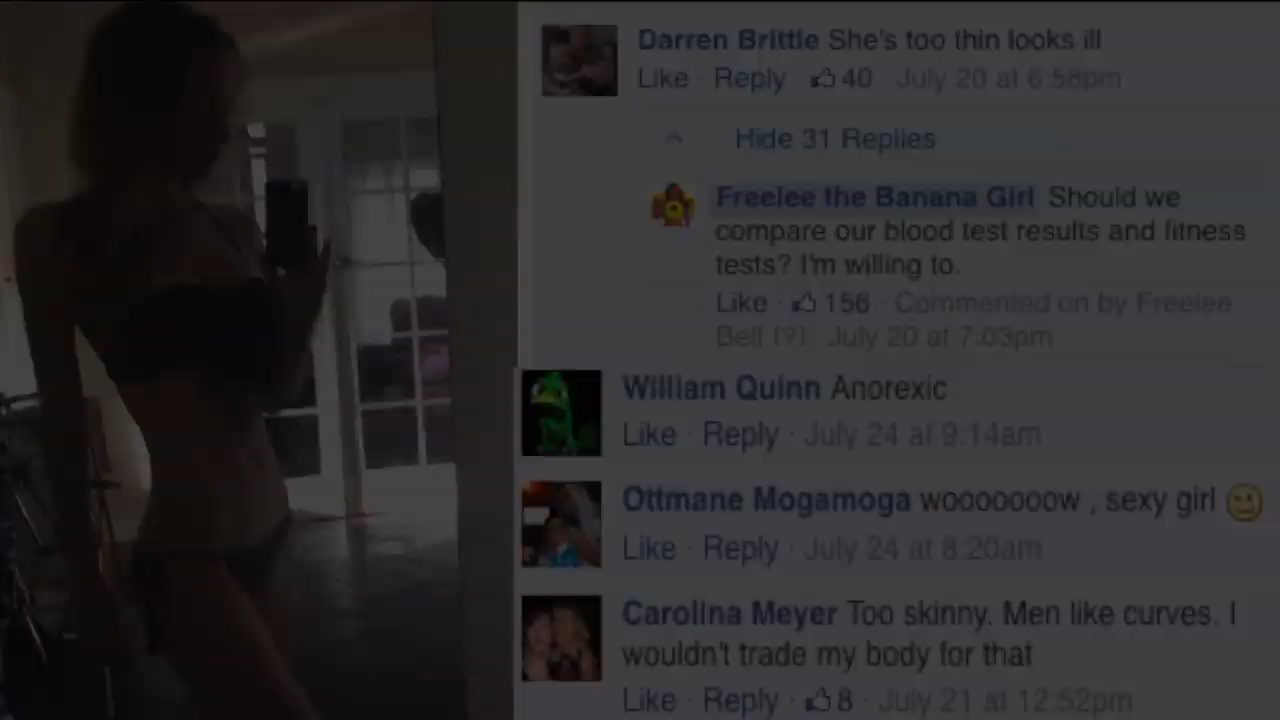 Darren Brittle She's too thin looks ill
Like · Reply · 40 · July 20 at 6:58pm
Hide 31 Replies
Freelee the Banana Girl Should we
compare our blood test results and fitness
tests? I'm willing to.
Like · 156 · Commented on by Freelee
Bell [?] · July 20 at 7:03pm
William Quinn Anorexic
Like · Reply · July 24 at 9:14am
Ottmane Mogamoga wooooooow , sexy girl
Like · Reply · July 24 at 8:20am
Carolina Meyer Too skinny. Men like curves. I
wouldn't trade my body for that
Like · Reply · 8 · July 21 at 12:52pm